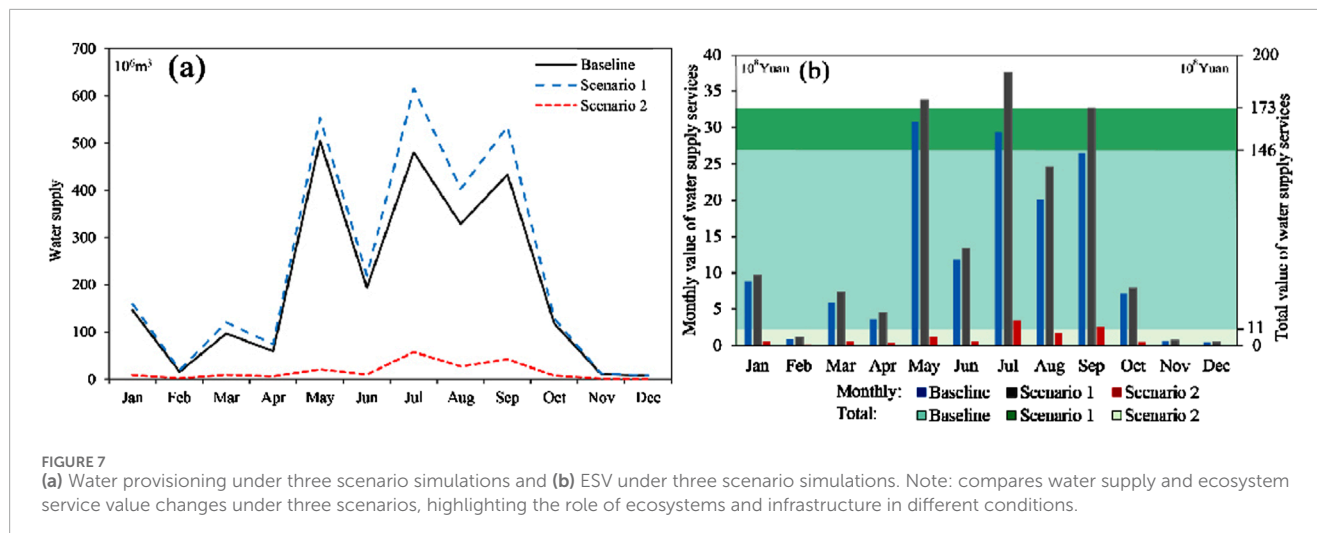 700
600
500
400
300
200
100
0
10⁶m³
(a)
Baseline
Scenario 1
Scenario 2
Water supply
Jan Feb Mar Apr May Jun Jul Aug Sep Oct Nov Dec
40
35
30
25
20
15
10
5
0
10⁸Yuan
(b)
10⁸Yuan
200
173
146
11
0
Monthly value of water supply services
Total value of water supply services
Jan Feb Mar Apr May Jun Jul Aug Sep Oct Nov Dec
Monthly: Baseline Scenario 1 Scenario 2
Total: Baseline Scenario 1 Scenario 2
FIGURE 7
(a) Water provisioning under three scenario simulations and (b) ESV under three scenario simulations. Note: compares water supply and ecosystem
service value changes under three scenarios, highlighting the role of ecosystems and infrastructure in different conditions.